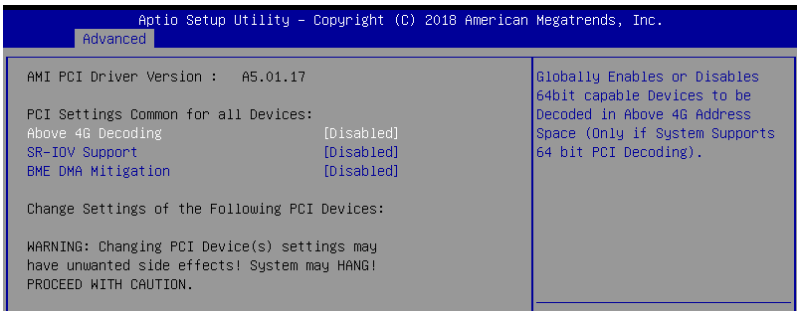 Aptio Setup Utility – Copyright (C) 2018 American Megatrends, Inc.
Advanced
AMI PCI Driver Version : A5.01.17
PCI Settings Common for all Devices:
Above 4G Decoding [Disabled]
SR-IOV Support [Disabled]
BME DMA Mitigation [Disabled]
Change Settings of the Following PCI Devices:
WARNING: Changing PCI Device(s) settings may
have unwanted side effects! System may HANG!
PROCEED WITH CAUTION.
Globally Enables or Disables
64bit capable Devices to be
Decoded in Above 4G Address
Space (Only if System Supports
64 bit PCI Decoding).